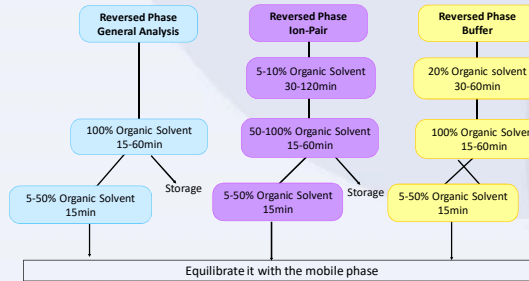 Reversed Phase
General Analysis
Reversed Phase
Ion-Pair
Reversed Phase
Buffer
5-10% Organic Solvent
30-120min
20% Organic solvent
30-60min
100% Organic Solvent
15-60min
50-100% Organic Solvent
15-60min
100% Organic Solvent
15-60min
Storage
Storage
5-50% Organic Solvent
15min
5-50% Organic Solvent
15min
5-50% Organic Solvent
15min
Equilibrate it with the mobile phase